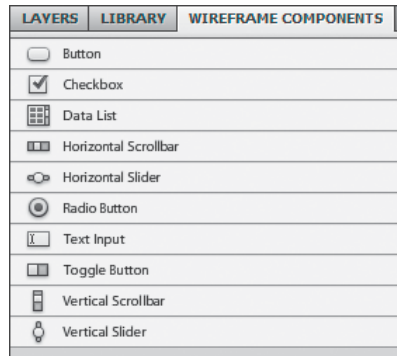 LAYERS LIBRARY WIREFRAME COMPONENTS
Button
Checkbox
Data List
Horizontal Scrollbar
Horizontal Slider
Radio Button
Text Input
Toggle Button
Vertical Scrollbar
Vertical Slider